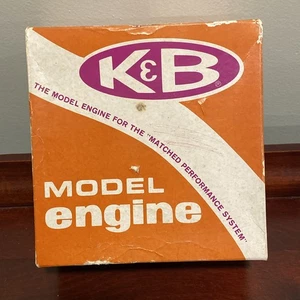 K&B®
THE MODEL ENGINE FOR THE "MATCHED PERFORMANCE SYSTEM"
MODEL
engine